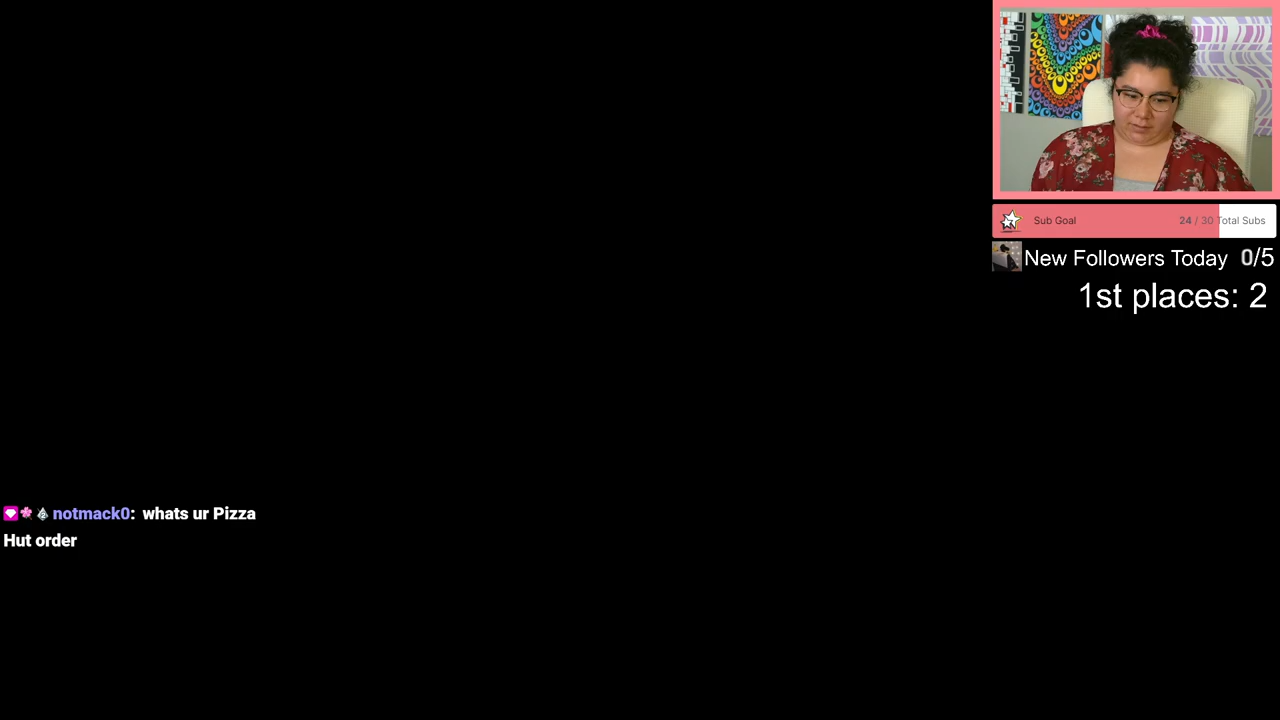 Sub Goal 24 / 30 Total Subs
New Followers Today 0/5
1st places: 2
notmack0: whats ur Pizza
Hut order